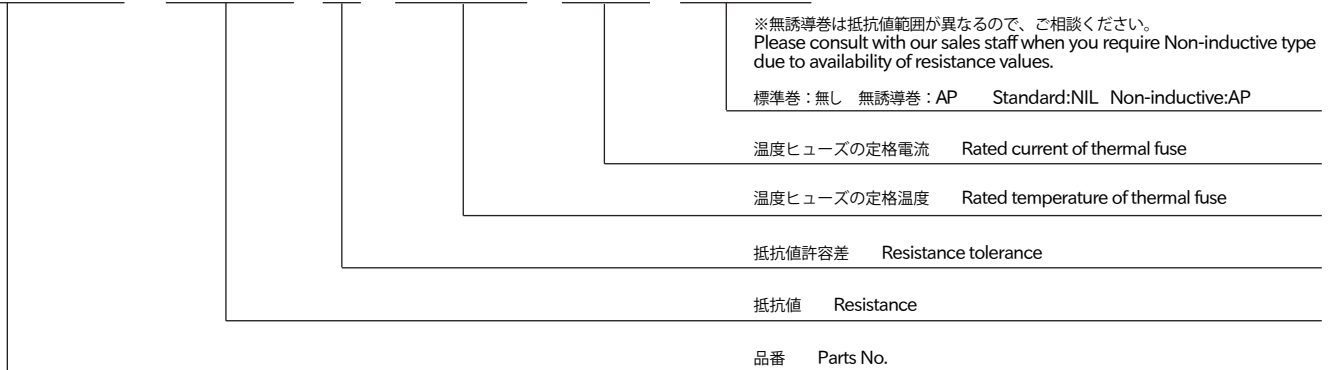 ※無誘導巻は抵抗値範囲が異なるので、ご相談ください。
Please consult with our sales staff when you require Non-inductive type
due to availability of resistance values.
標準巻:無し 無誘導巻:AP Standard:NIL Non-inductive:AP
温度ヒューズの定格電流 Rated current of thermal fuse
温度ヒューズの定格温度 Rated temperature of thermal fuse
抵抗値許容差 Resistance tolerance
抵抗値 Resistance
品番 Parts No.